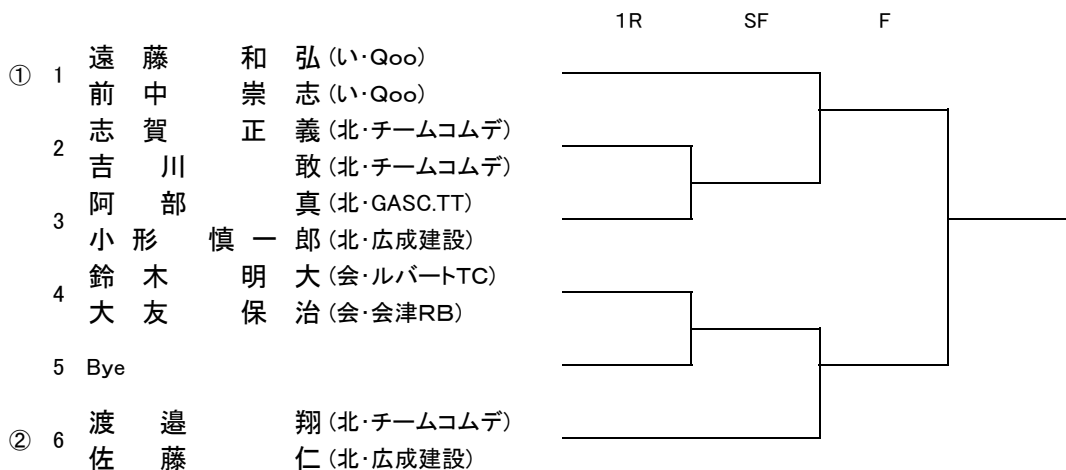 1R SF F
遠 藤 和 弘 (い・Qoo)
① 1
前 中 崇 志 (い・Qoo)
志 賀 正 義 (北・チームコムデ)
2
吉 川 敢 (北・チームコムデ)
阿 部 真 (北・GASC.TT)
3
小 形 慎 一 郎 (北・広成建設)
鈴 木 明 大 (会・ルバートTC)
4
大 友 保 治 (会・会津RB)
5 Bye
渡 邉 翔 (北・チームコムデ)
② 6
佐 藤 仁 (北・広成建設)